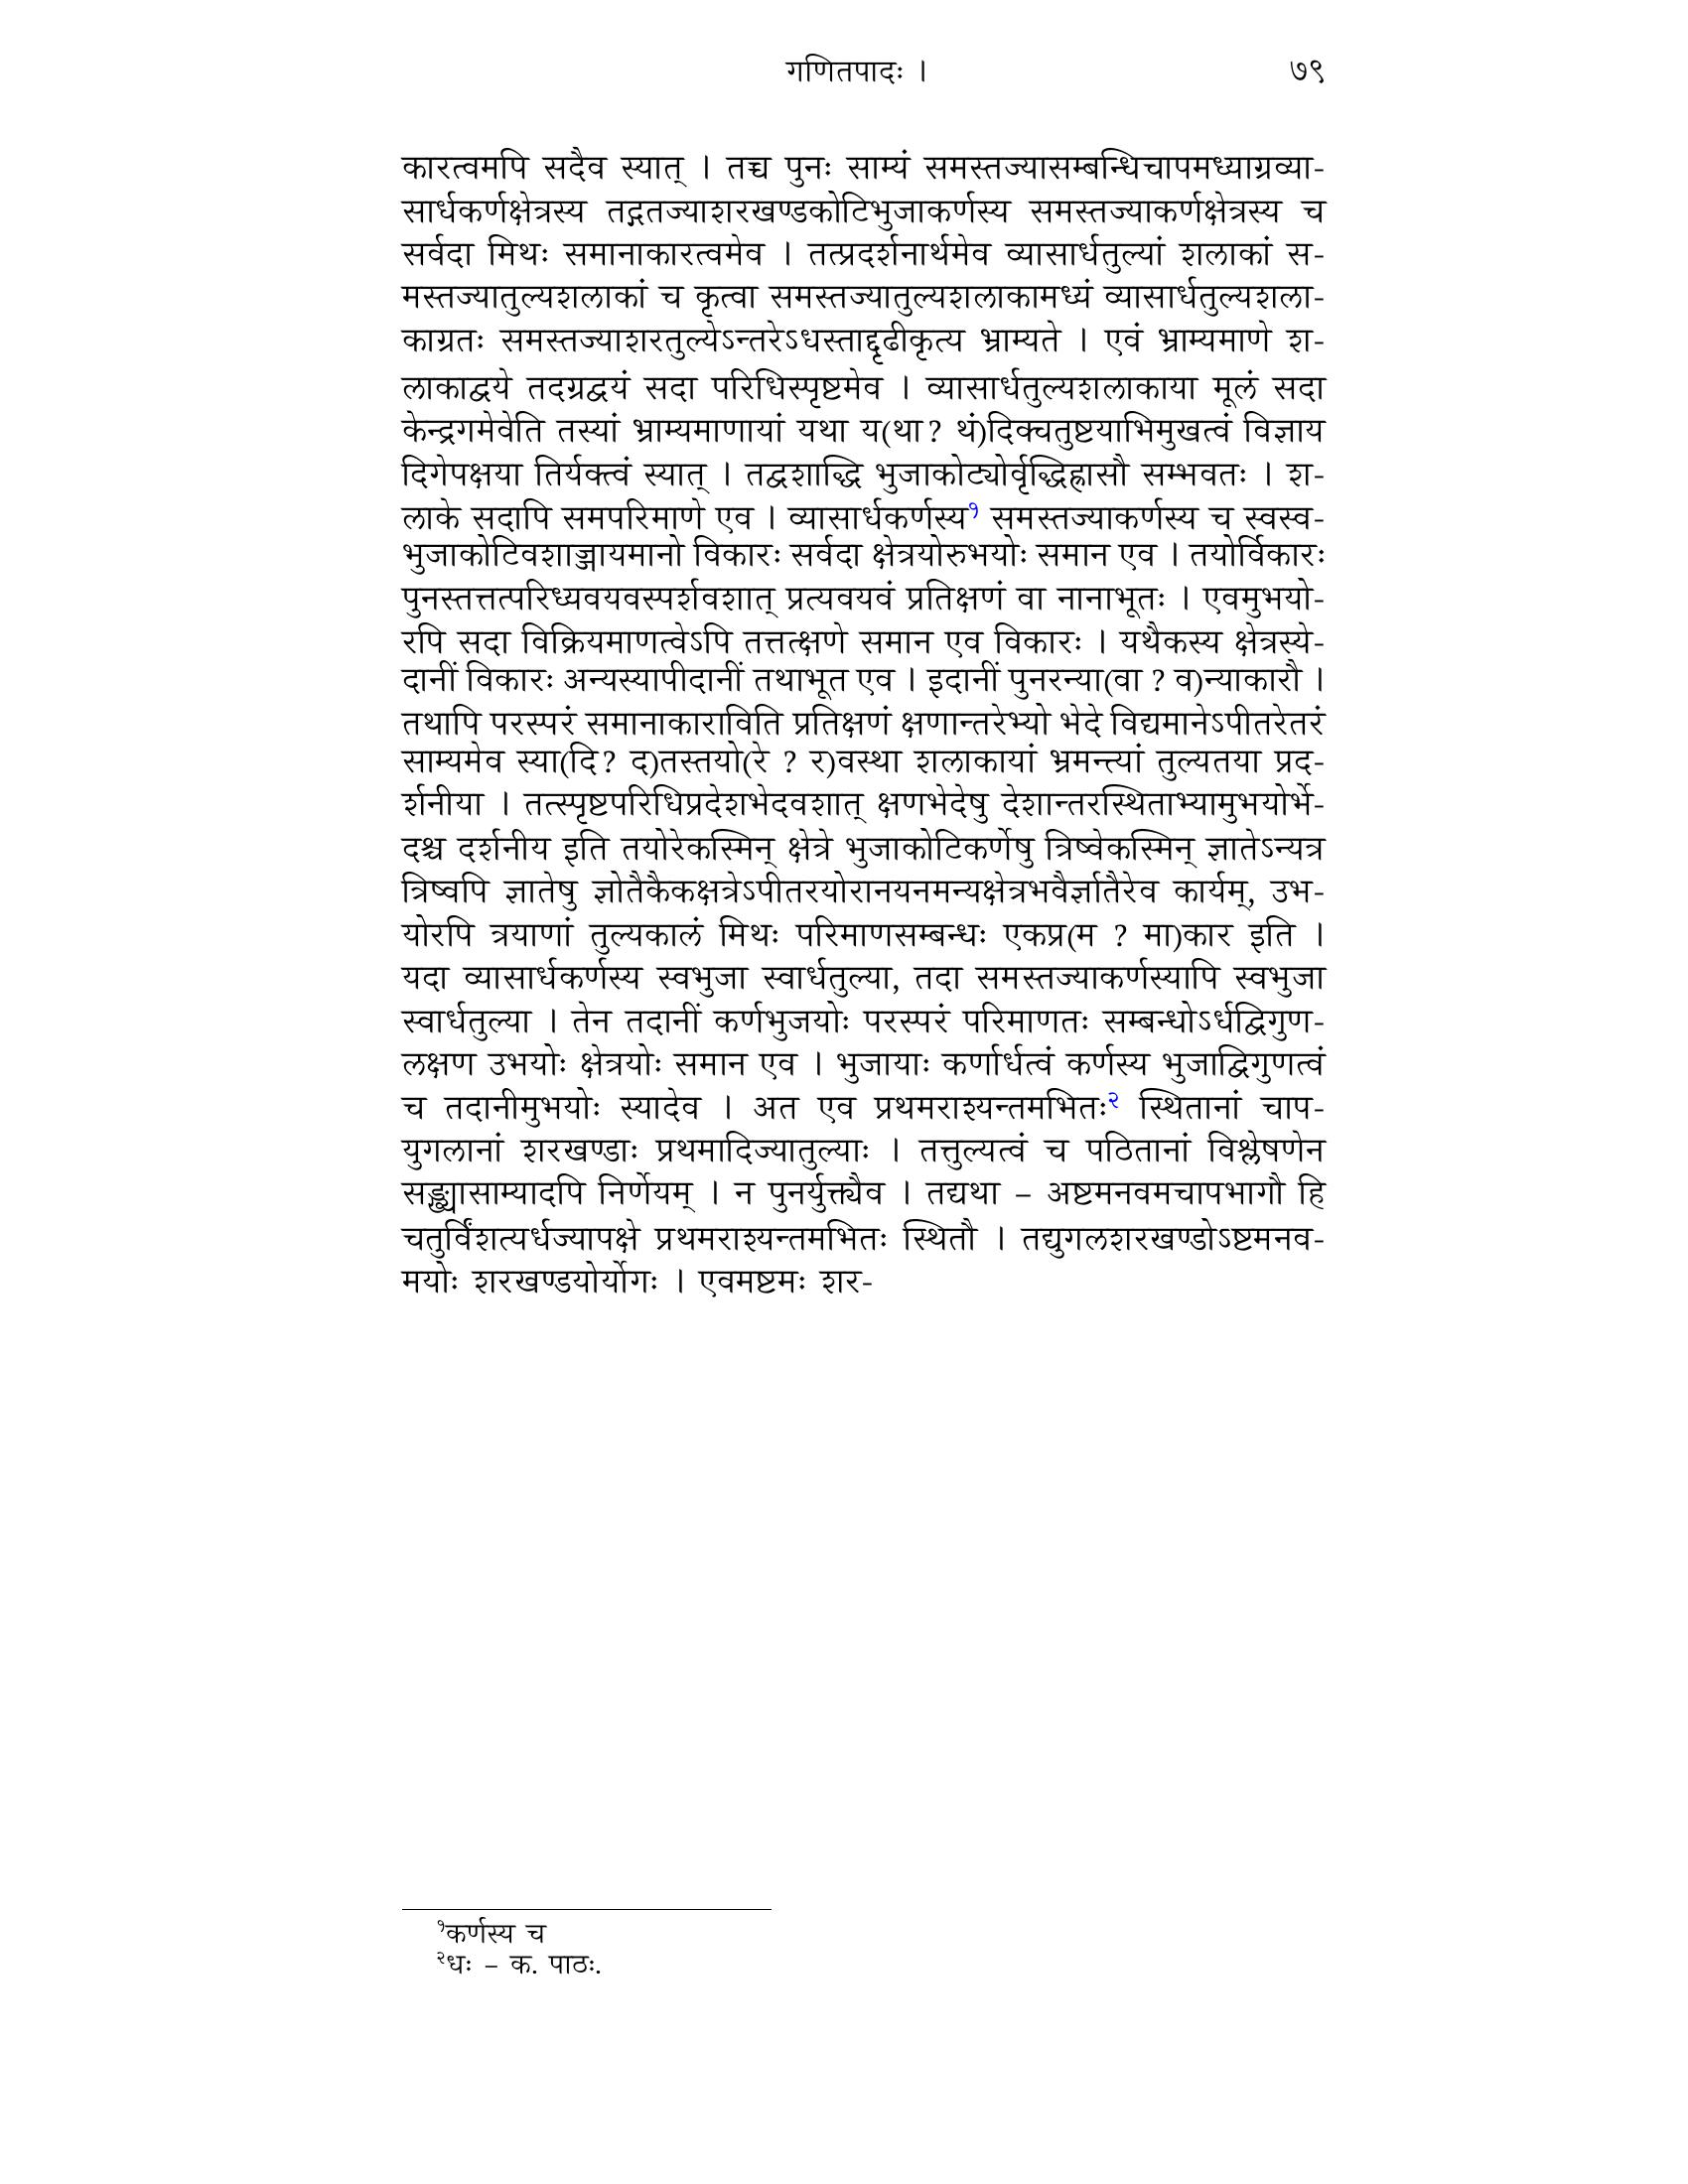 गणितपादः । ७९
कारत्वमपि सदैव स्यात् । तच्च पुनः साम्यं समस्तज्यासम्बन्धिचापमध्याग्रव्या-
सार्धकर्णक्षेत्रस्य तद्गतज्याशरखण्डकोटिभुजाकर्णस्य समस्तज्याकर्णक्षेत्रस्य च
सर्वदा मिथः समानाकारत्वमेव । तत्प्रदर्शनार्थमेव व्यासार्धतुल्यां शलाकां स-
मस्तज्यातुल्यशलाकां च कृत्वा समस्तज्यातुल्यशलाकामध्यं व्यासार्धतुल्यशला-
काग्रतः समस्तज्याशरतुल्येऽन्तरेऽधस्ताद्दृढीकृत्य भ्राम्यते । एवं भ्राम्यमाणे श-
लाकाद्वये तदग्रद्वयं सदा परिधिस्पृष्टमेव । व्यासार्धतुल्यशलाकाया मूलं सदा
केन्द्रगमेवेति तस्यां भ्राम्यमाणायां यथा य(था? थं)दिक्चतुष्टयाभिमुखत्वं विज्ञाय
दिगेपक्षया तिर्यक्त्वं स्यात् । तद्वशाद्धि भुजाकोट्योर्वृद्धिह्रासौ सम्भवतः । श-
लाके सदापि समपरिमाणे एव । व्यासार्धकर्णस्य१ समस्तज्याकर्णस्य च स्वस्व-
भुजाकोटिवशाज्जायमानो विकारः सर्वदा क्षेत्रयोरुभयोः समान एव । तयोर्विकारः
पुनस्तत्तत्परिध्यवयवस्पर्शवशात् प्रत्यवयवं प्रतिक्षणं वा नानाभूतः । एवमुभयो-
रपि सदा विक्रियमाणत्वेऽपि तत्तत्क्षणे समान एव विकारः । यथैकस्य क्षेत्रस्ये-
दानीं विकारः अन्यस्यापीदानीं तथाभूत एव । इदानीं पुनरन्या(वा ? व)न्याकारौ ।
तथापि परस्परं समानाकाराविति प्रतिक्षणं क्षणान्तरेभ्यो भेदे विद्यमानेऽपीतरेतरं
साम्यमेव स्या(दि? द)तस्तयो(रे ? र)वस्था शलाकायां भ्रमन्त्यां तुल्यतया प्रद-
र्शनीया । तत्स्पृष्टपरिधिप्रदेशभेदवशात् क्षणभेदेषु देशान्तरस्थिताभ्यामुभयोर्भे-
दश्च दर्शनीय इति तयोरेकस्मिन् क्षेत्रे भुजाकोटिकर्णेषु त्रिष्वेकस्मिन् ज्ञातेऽन्यत्र
त्रिष्वपि ज्ञातेषु ज्ञोतैकैकक्षत्रेऽपीतरयोरानयनमन्यक्षेत्रभवैर्ज्ञातैरेव कार्यम्, उभ-
योरपि त्रयाणां तुल्यकालं मिथः परिमाणसम्बन्धः एकप्र(म ? मा)कार इति ।
यदा व्यासार्धकर्णस्य स्वभुजा स्वार्धतुल्या, तदा समस्तज्याकर्णस्यापि स्वभुजा
स्वार्धतुल्या । तेन तदानीं कर्णभुजयोः परस्परं परिमाणतः सम्बन्धोऽर्धद्विगुण-
लक्षण उभयोः क्षेत्रयोः समान एव । भुजायाः कर्णार्धत्वं कर्णस्य भुजाद्विगुणत्वं
च तदानीमुभयोः स्यादेव । अत एव प्रथमराश्यन्तमभितः२ स्थितानां चाप-
युगलानां शरखण्डाः प्रथमादिज्यातुल्याः । तत्तुल्यत्वं च पठितानां विश्लेषणेन
सङ्ख्यासाम्यादपि निर्णेयम् । न पुनर्युक्त्यैव । तद्यथा – अष्टमनवमचापभागौ हि
चतुर्विंशत्यर्धज्यापक्षे प्रथमराश्यन्तमभितः स्थितौ । तद्युगलशरखण्डोऽष्टमनव-
मयोः शरखण्डयोर्योगः । एवमष्टमः शर-
१कर्णस्य च
२धः – क. पाठः.